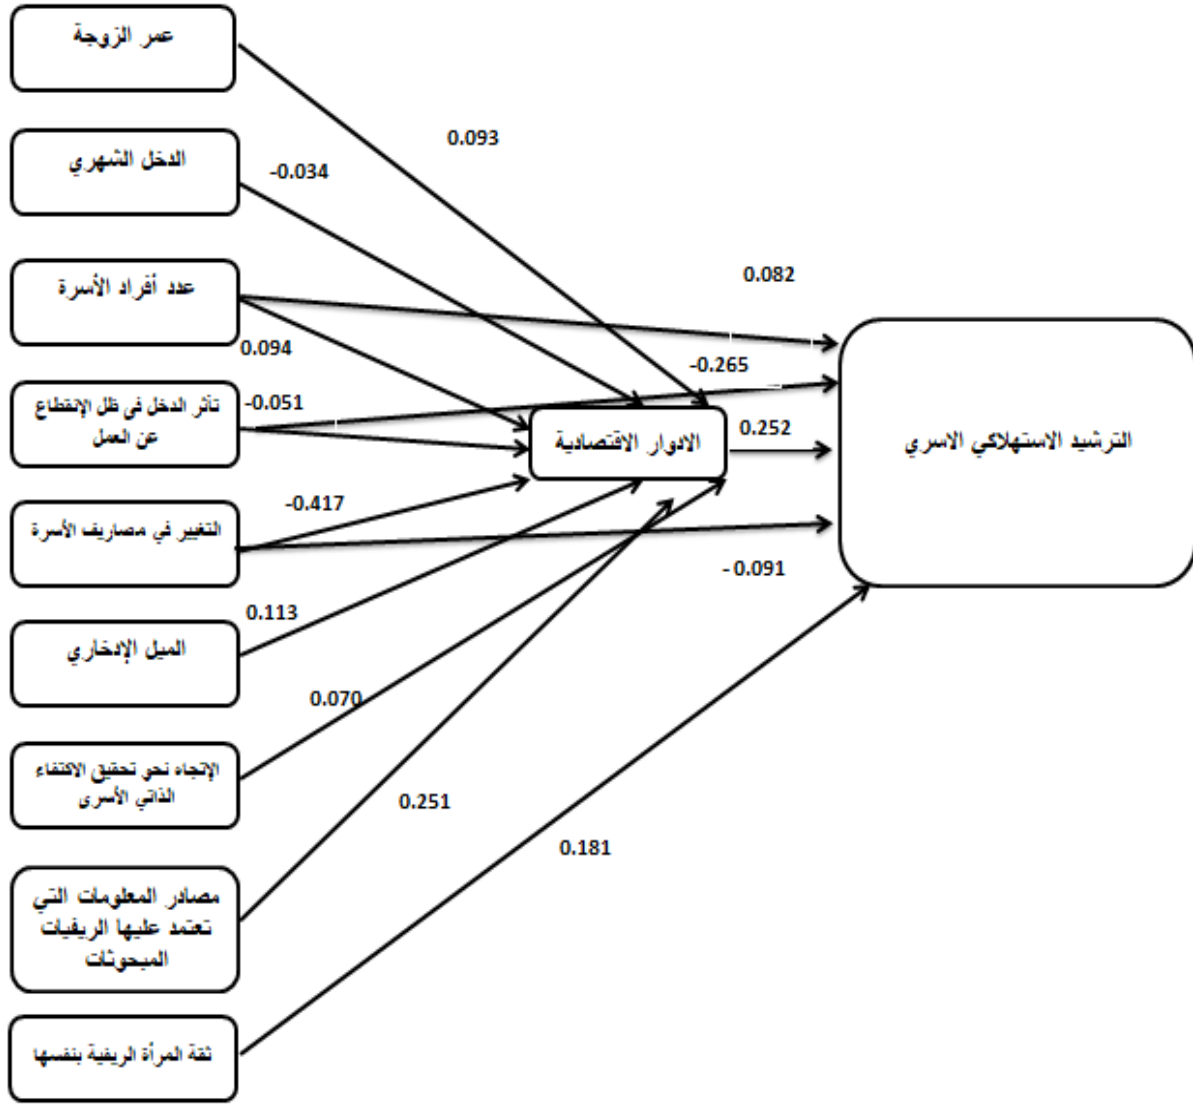 عمر الزوجة
0.093
الدخل الشهري
-0.034
عدد أفراد الأسرة
0.082
0.094
تأثر الدخل في ظل الإنقطاع
عن العمل
-0.051
-0.265
الادوار الاقتصادية
0.252
الترشيد الاستهلاكي الاسري
التغيير في مصاريف الأسرة
-0.417
- 0.091
الميل الإدخاري
0.113
الإتجاه نحو تحقيق الاكتفاء
الذاتي الأسرى
0.070
0.251
مصادر المعلومات التي
تعتمد عليها الريفيات
المبحوثات
0.181
ثقة المرأة الريفية بنفسها